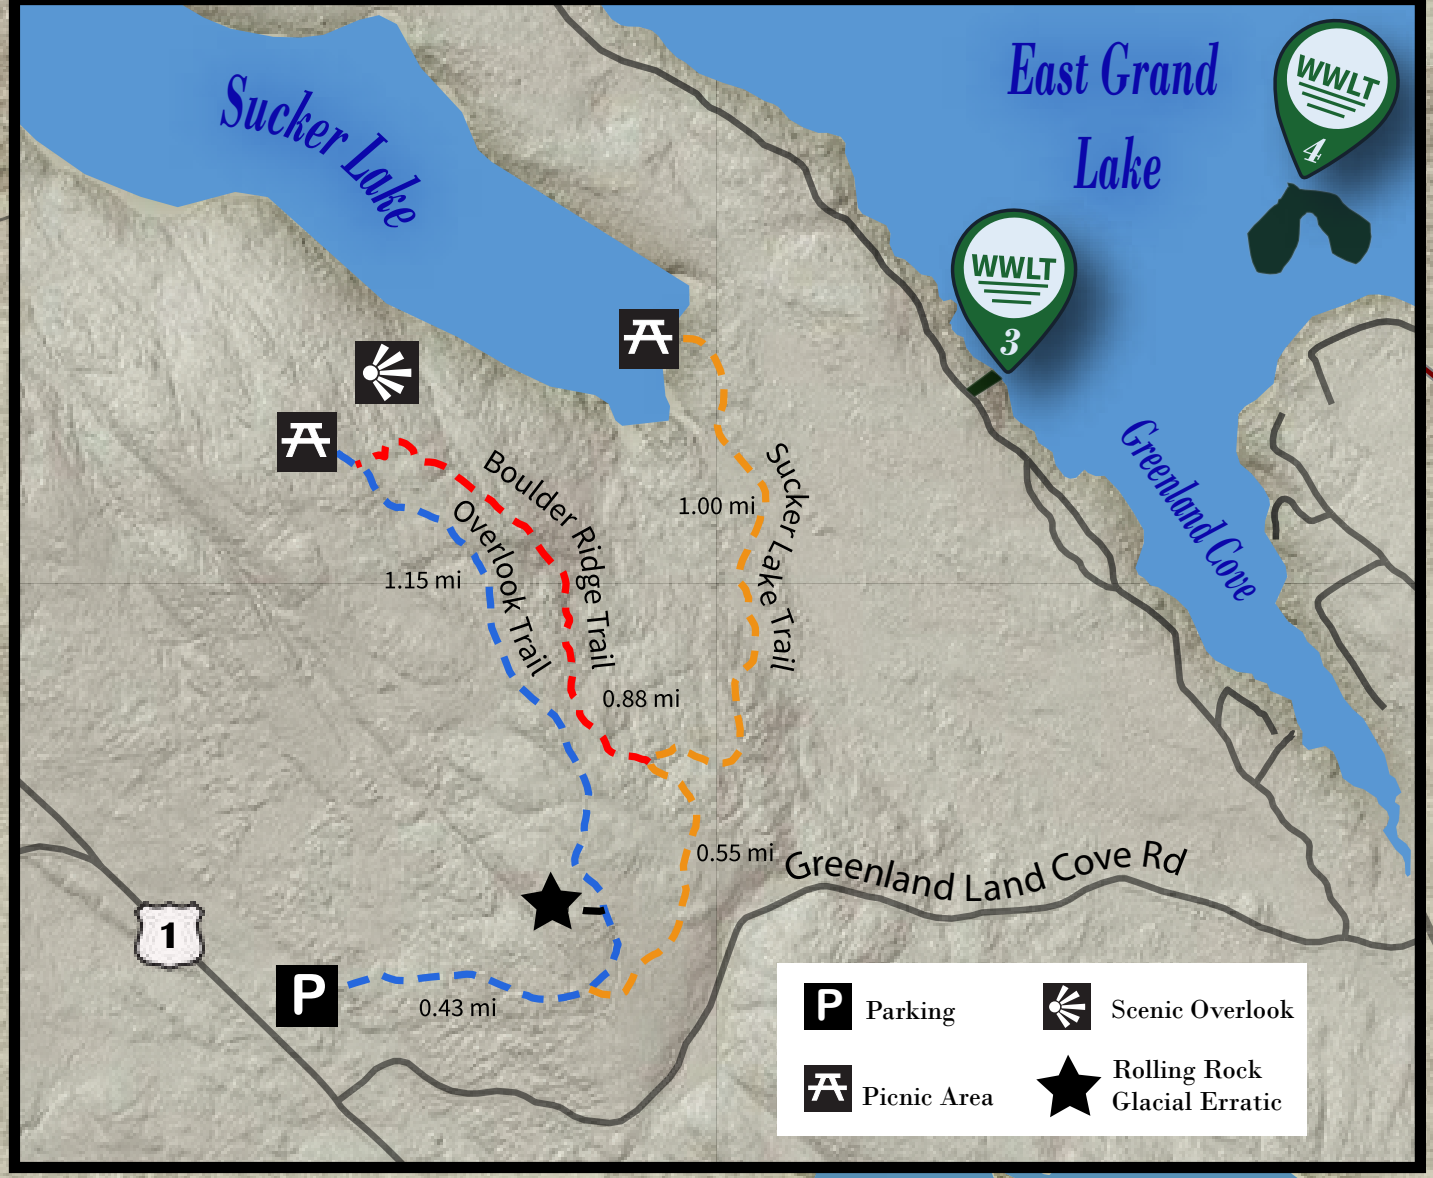 Sucker Lake
East Grand
Lake
WWLT
4
WWLT
3
Greenland Cove
Boulder Ridge Trail
Overlook Trail
Sucker Lake Trail
1.00 mi
1.15 mi
0.88 mi
0.55 mi
Greenland Land Cove Rd
1
P
0.43 mi
P Parking
Scenic Overlook
Picnic Area
Rolling Rock
Glacial Erratic